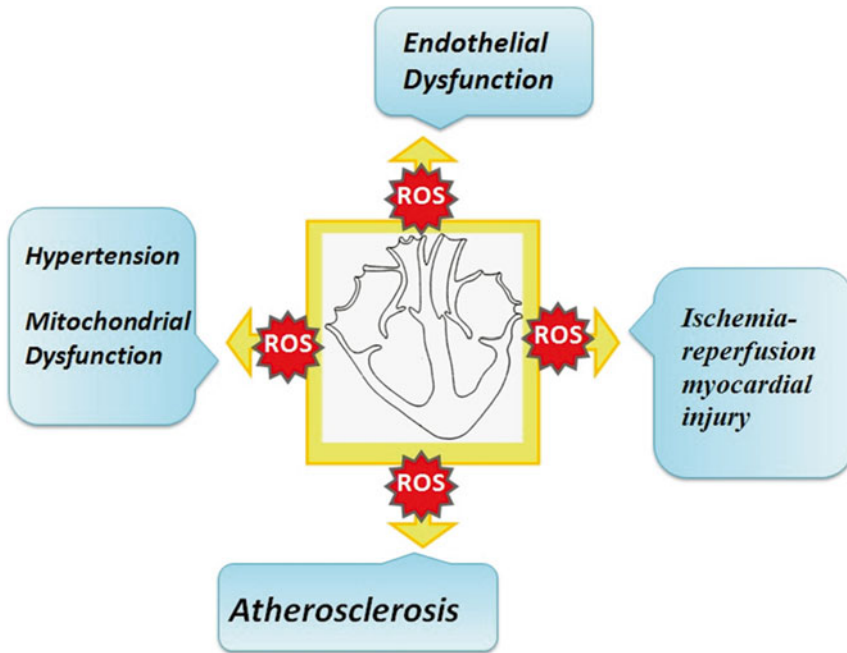 Endothelial
Dysfunction
ROS
Hypertension
Mitochondrial
Dysfunction
ROS
ROS
Ischemia-
reperfusion
myocardial
injury
ROS
Atherosclerosis